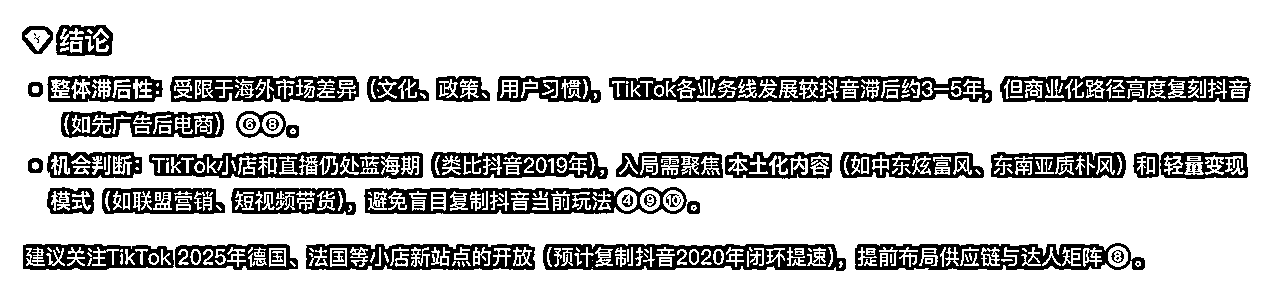 💎 结论
○ 整体滞后性：受限于海外市场差异（文化、政策、用户习惯），TikTok各业务线发展较抖音滞后约3-5年，但商业化路径高度复刻抖音
（如先广告后电商）⑥⑧。
○ 机会判断：TikTok小店和直播仍处蓝海期（类比抖音2019年），入局需聚焦 本土化内容（如中东炫富风、东南亚质朴风）和 轻量变现
模式（如联盟营销、短视频带货），避免盲目复制抖音当前玩法④⑨⑩。
建议关注TikTok 2025年德国、法国等小店新站点的开放（预计复制抖音2020年闭环提速），提前布局供应链与达人矩阵⑧。